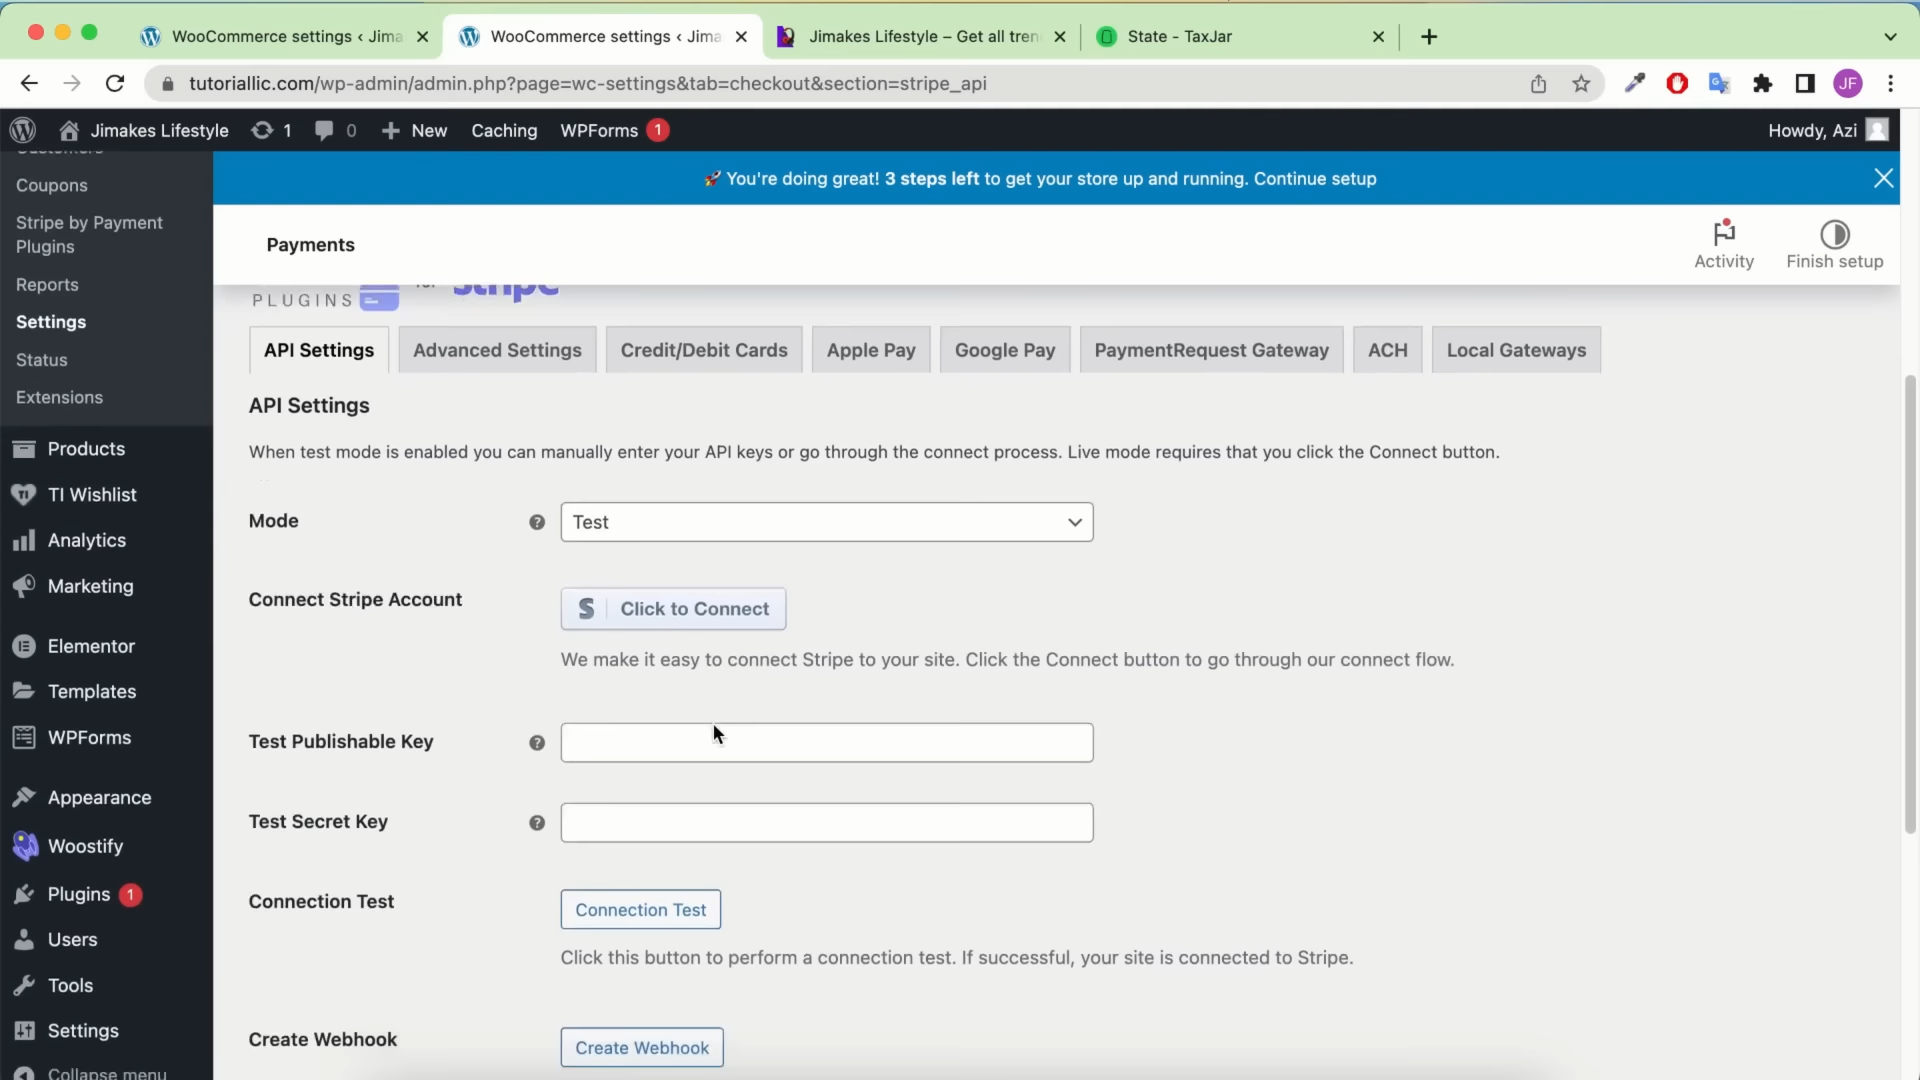 WooCommerce settings ‹ Jima
WooCommerce settings ‹ Jima
Jimakes Lifestyle – Get all tren
State - TaxJar
tutoriallic.com/wp-admin/admin.php?page=wc-settings&tab=checkout&section=stripe_api
JF
Jimakes Lifestyle
1
0
New
Caching
WPForms
1
Howdy, Azi
Customers
Coupons
Stripe by Payment
Plugins
Reports
Settings
Status
Extensions
Products
TI Wishlist
Analytics
Marketing
Elementor
Templates
WPForms
Appearance
Woostify
Plugins 1
Users
Tools
Settings
Collapse menu
🚀 You're doing great! 3 steps left to get your store up and running. Continue setup
Payments
Activity
Finish setup
PLUGINS
for
stripe
API Settings
Advanced Settings
Credit/Debit Cards
Apple Pay
Google Pay
PaymentRequest Gateway
ACH
Local Gateways
API Settings
When test mode is enabled you can manually enter your API keys or go through the connect process. Live mode requires that you click the Connect button.
Mode
Test
Connect Stripe Account
S Click to Connect
We make it easy to connect Stripe to your site. Click the Connect button to go through our connect flow.
Test Publishable Key
Test Secret Key
Connection Test
Connection Test
Click this button to perform a connection test. If successful, your site is connected to Stripe.
Create Webhook
Create Webhook